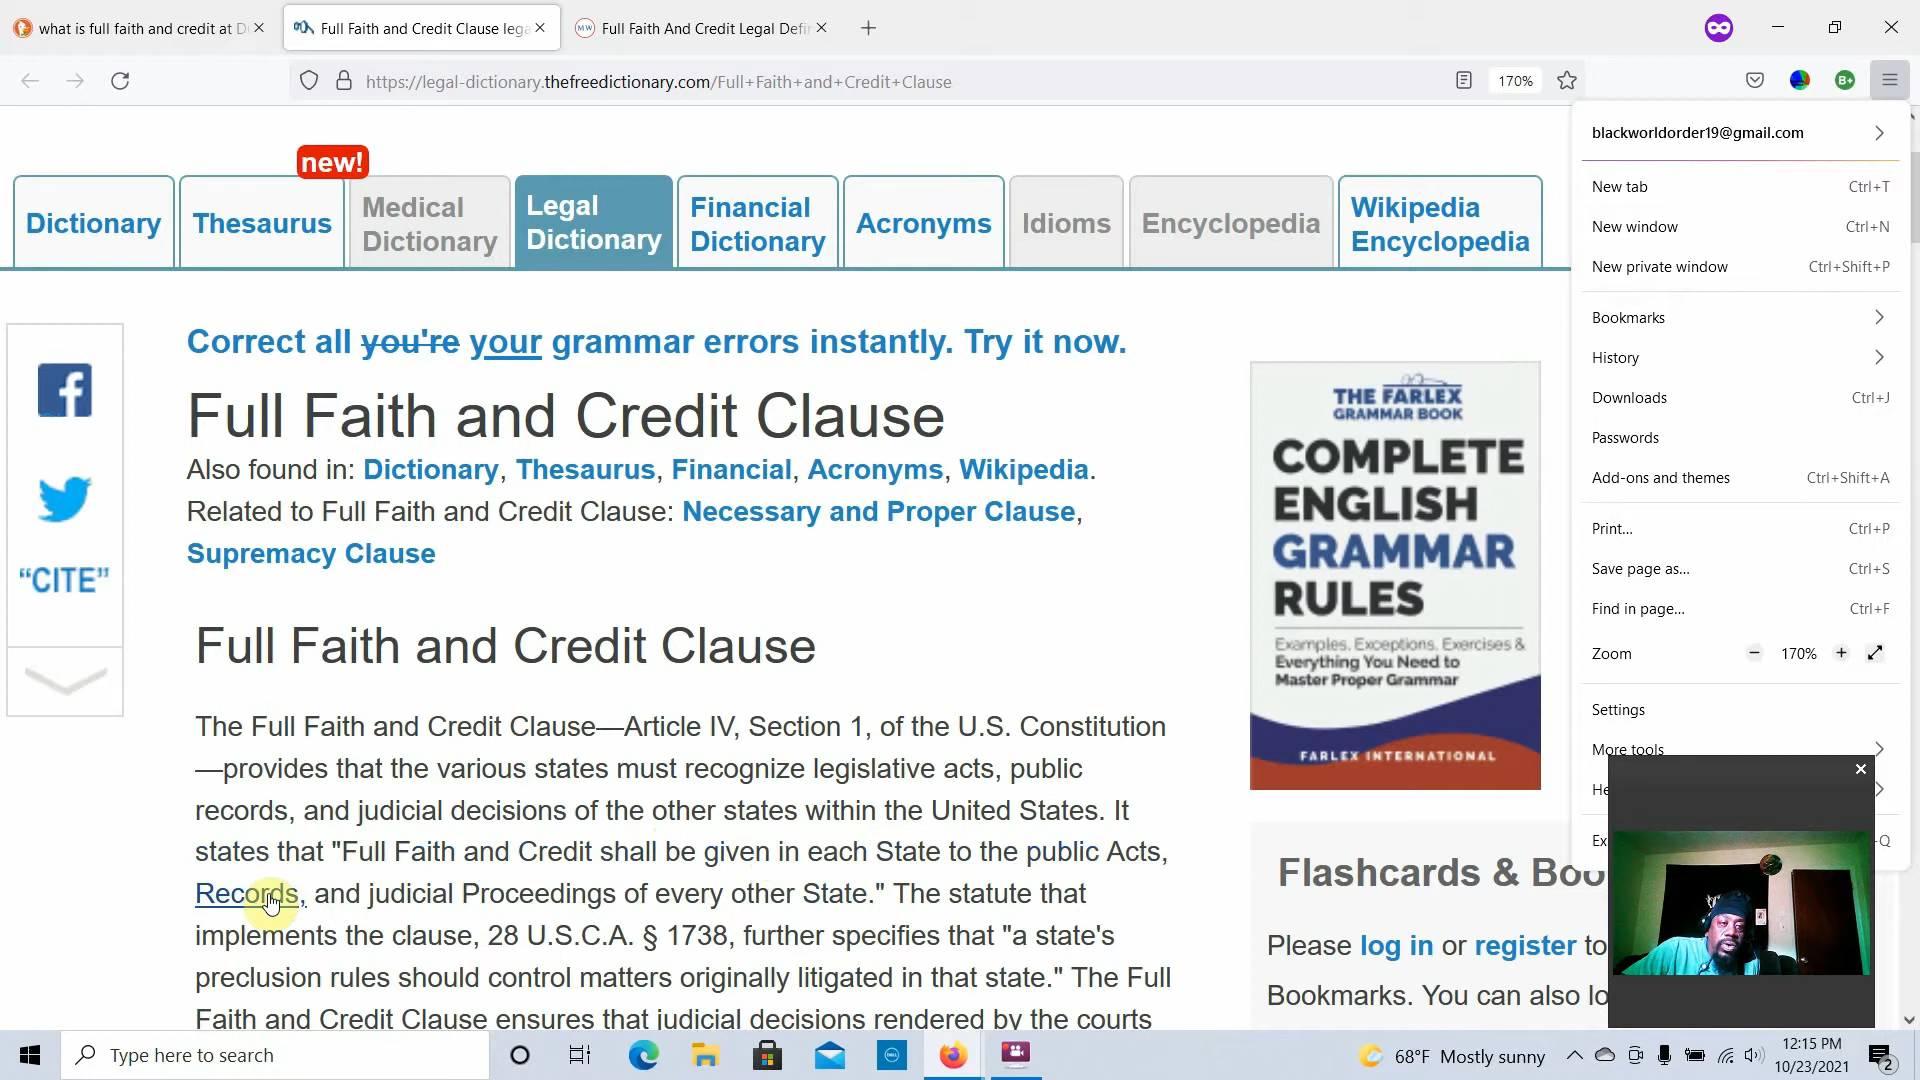 what is full faith and credit at D
Full Faith and Credit Clause lega
MW
Full Faith And Credit Legal Defin
https://legal-dictionary.thefreedictionary.com/Full+Faith+and+Credit+Clause
170%
B+
new!
Dictionary
Thesaurus
Medical
Dictionary
Legal
Dictionary
Financial
Dictionary
Acronyms
Idioms
Encyclopedia
Wikipedia
Encyclopedia
Correct all you're your grammar errors instantly. Try it now.
Full Faith and Credit Clause
Also found in: Dictionary, Thesaurus, Financial, Acronyms, Wikipedia.
Related to Full Faith and Credit Clause: Necessary and Proper Clause,
Supremacy Clause
"CITE"
Full Faith and Credit Clause
The Full Faith and Credit Clause—Article IV, Section 1, of the U.S. Constitution
—provides that the various states must recognize legislative acts, public
records, and judicial decisions of the other states within the United States. It
states that "Full Faith and Credit shall be given in each State to the public Acts,
Records, and judicial Proceedings of every other State." The statute that
implements the clause, 28 U.S.C.A. § 1738, further specifies that "a state's
preclusion rules should control matters originally litigated in that state." The Full
Faith and Credit Clause ensures that judicial decisions rendered by the courts
THE FARLEX
GRAMMAR BOOK
COMPLETE
ENGLISH
GRAMMAR
RULES
Examples, Exceptions, Exercises &
Everything You Need to
Master Proper Grammar
FARLEX INTERNATIONAL
Flashcards & Boo
Please log in or register to
Bookmarks. You can also lo
blackworldorder19@gmail.com
New tab Ctrl+T
New window Ctrl+N
New private window Ctrl+Shift+P
Bookmarks
History
Downloads Ctrl+J
Passwords
Add-ons and themes Ctrl+Shift+A
Print... Ctrl+P
Save page as... Ctrl+S
Find in page... Ctrl+F
Zoom 170%
Settings
More tools
He
Ex Q
Type here to search
DELL
68°F Mostly sunny
12:15 PM
10/23/2021
2